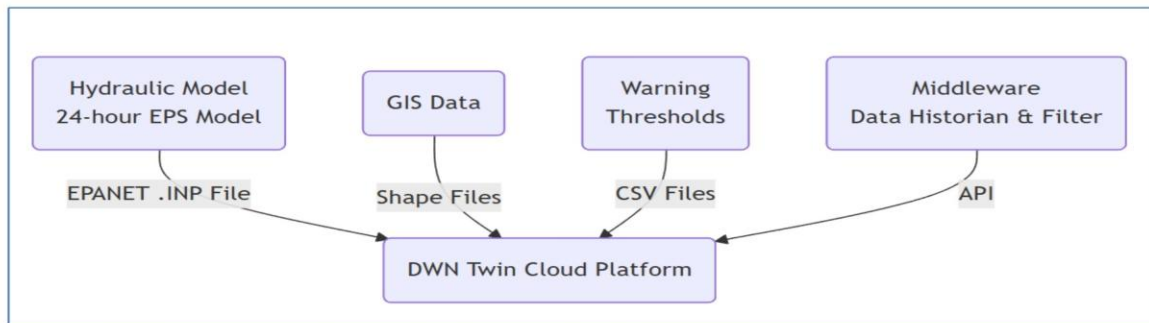 Hydraulic Model
24-hour EPS Model
GIS Data
Warning
Thresholds
Middleware
Data Historian & Filter
EPANET .INP File
Shape Files
CSV Files
API
DWN Twin Cloud Platform